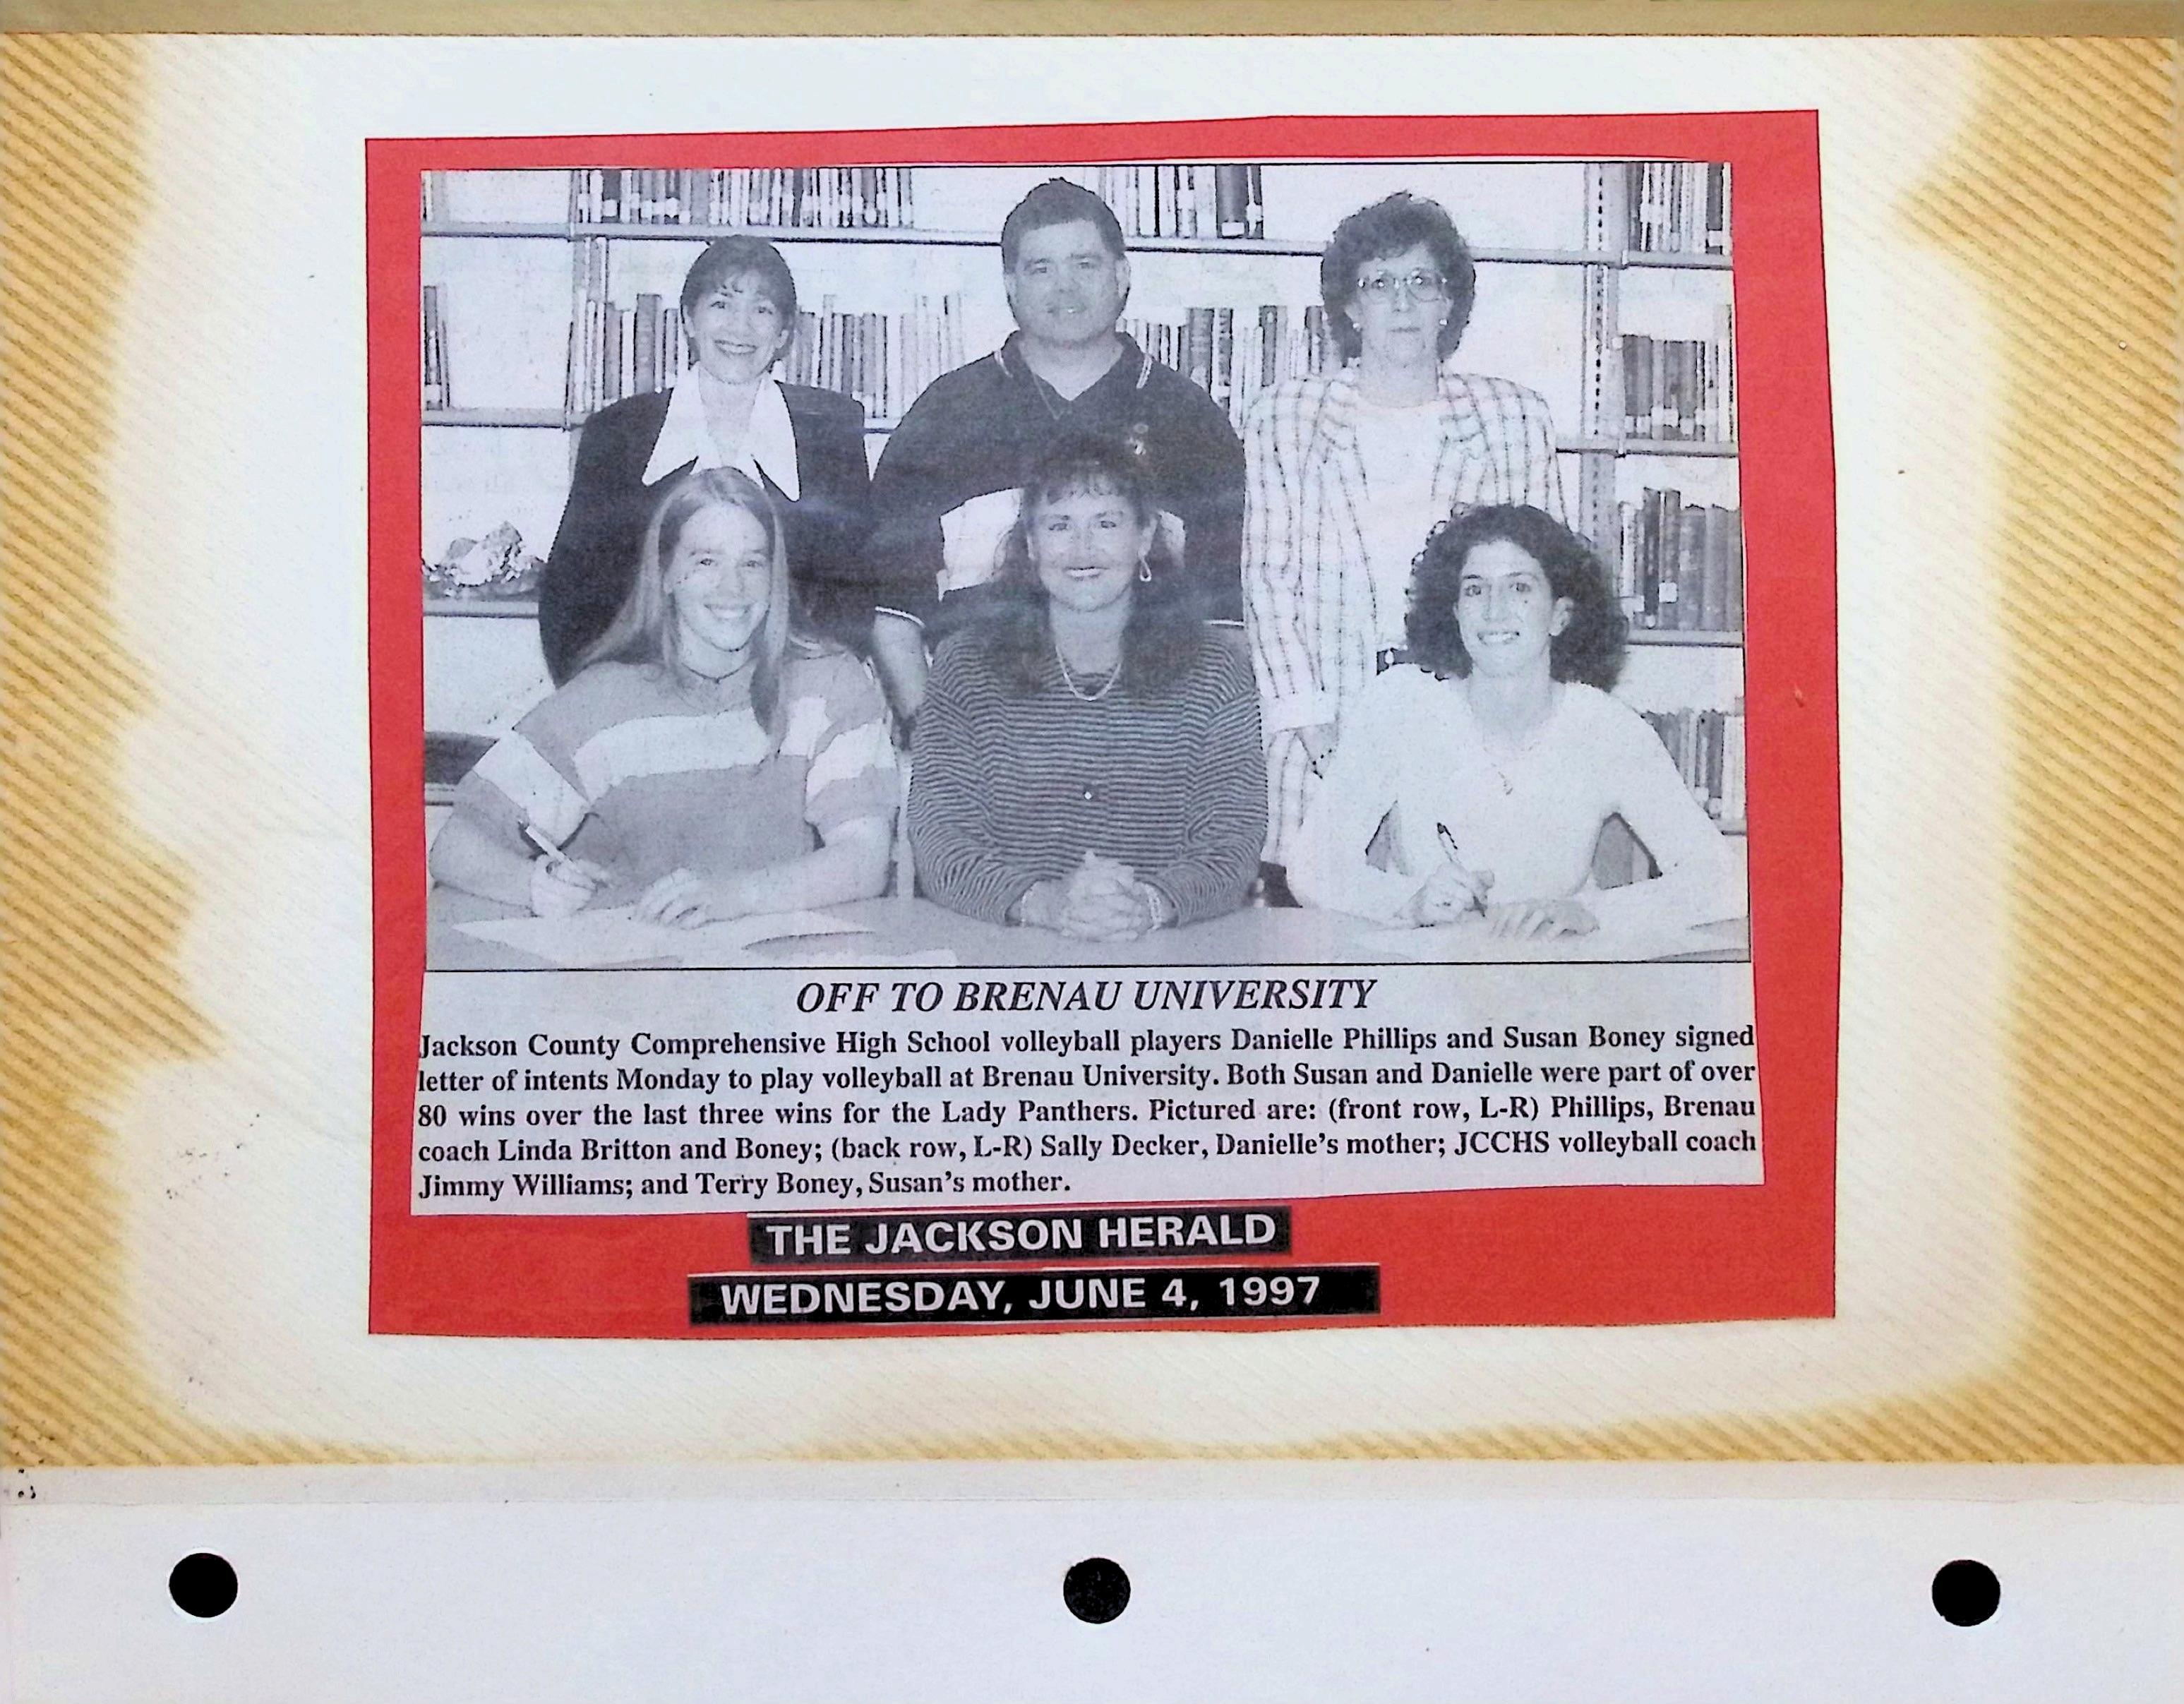 OFF TO BRENAU UNIVERSITY
Jackson County Comprehensive High School volleyball players Danielle Phillips and Susan Boney signed
letter of intents Monday to play volleyball at Brenau University. Both Susan and Danielle were part of over
80 wins over the last three wins for the Lady Panthers. Pictured are: (front row, L-R) Phillips, Brenau
coach Linda Britton and Boney; (back row, L-R) Sally Decker, Danielle's mother; JCCHS volleyball coach
Jimmy Williams; and Terry Boney, Susan's mother.
THE JACKSON HERALD
WEDNESDAY, JUNE 4, 1997